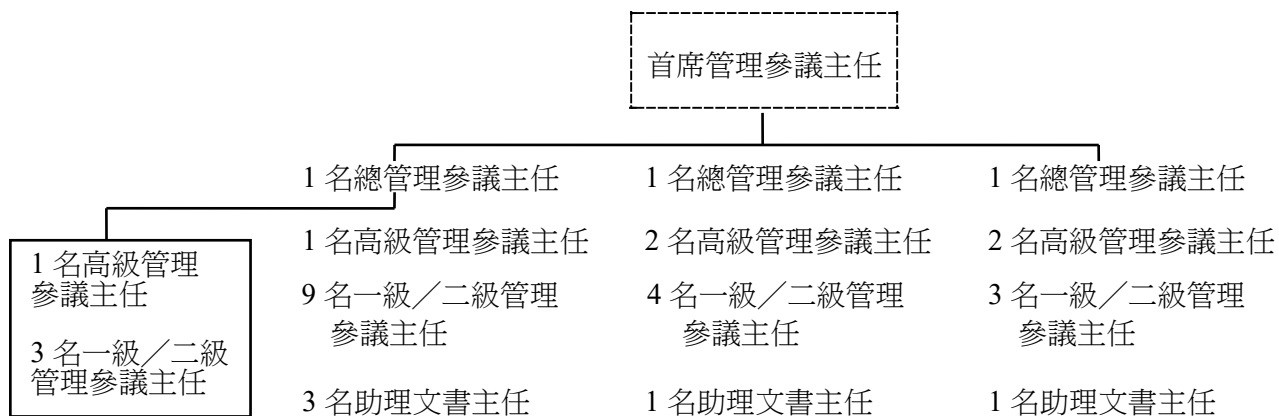 首席管理參議主任
1 名總管理參議主任
1 名總管理參議主任
1 名總管理參議主任
1 名高級管理
參議主任
3 名一級／二級
管理參議主任
1 名高級管理參議主任
9 名一級／二級管理
參議主任
3 名助理文書主任
2 名高級管理參議主任
4 名一級／二級管理
參議主任
1 名助理文書主任
2 名高級管理參議主任
3 名一級／二級管理
參議主任
1 名助理文書主任